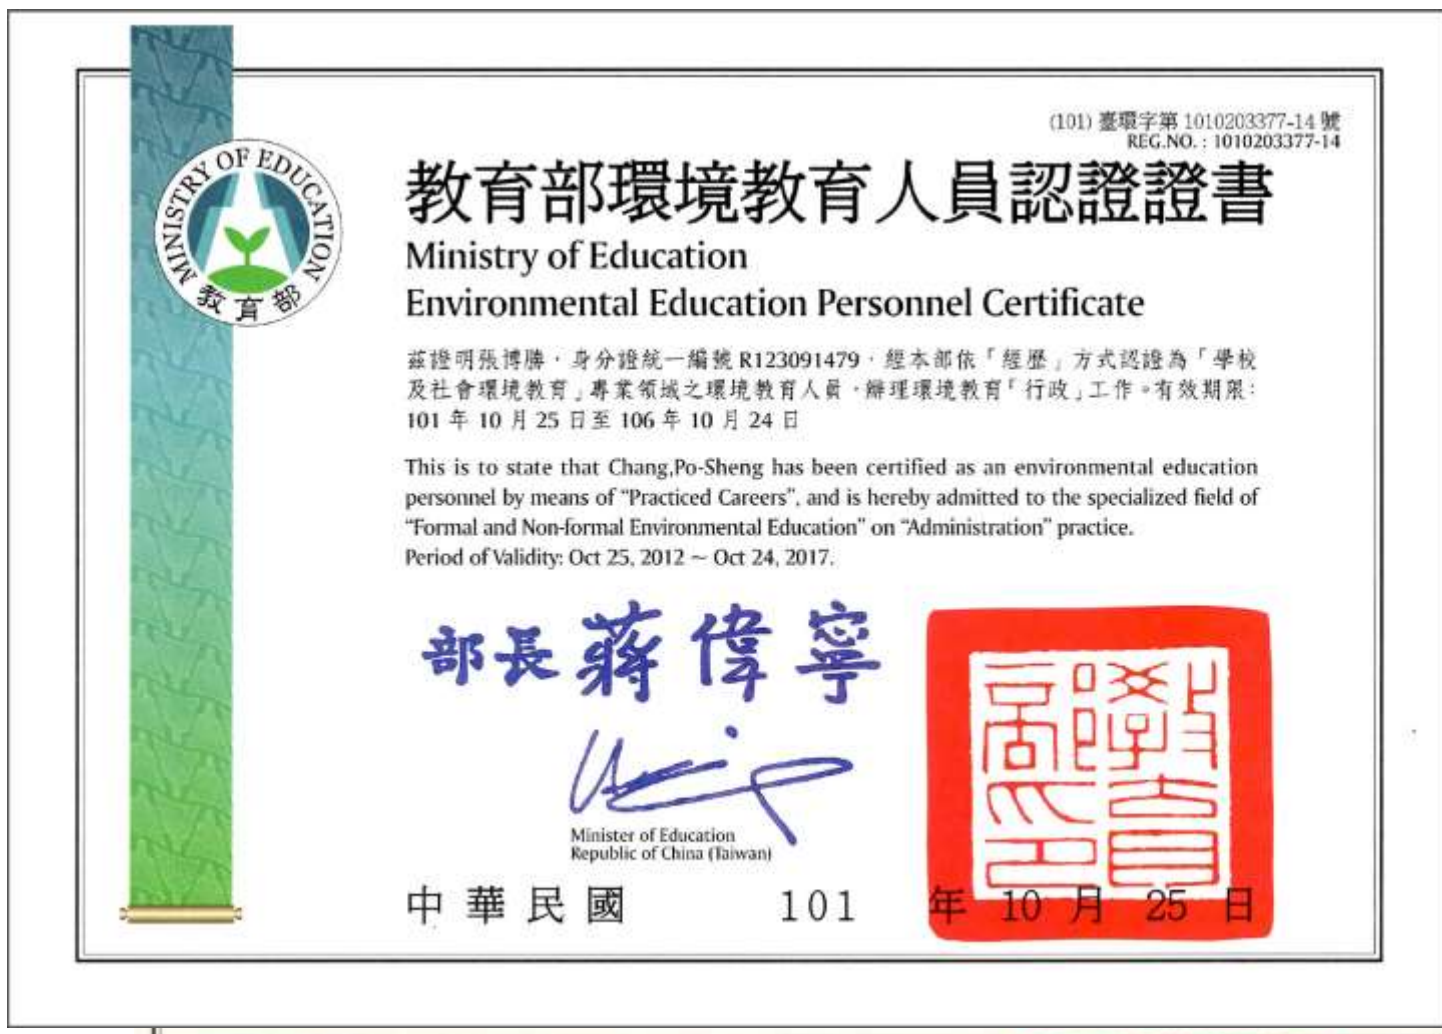 (101) 臺環字第 1010203377-14 號
REG.NO. : 1010203377-14
MINISTRY OF EDUCATION
教育部
教育部環境教育人員認證證書
Ministry of Education
Environmental Education Personnel Certificate
茲證明張博勝，身分證統一編號 R123091479，經本部依「經歷」方式認證為「學校
及社會環境教育」專業領域之環境教育人員，辦理環境教育「行政」工作。有效期限：
101 年 10 月 25 日至 106 年 10 月 24 日
This is to state that Chang,Po-Sheng has been certified as an environmental education
personnel by means of “Practiced Careers”, and is hereby admitted to the specialized field of
“Formal and Non-formal Environmental Education” on “Administration” practice.
Period of Validity: Oct 25, 2012 ~ Oct 24, 2017.
部長 蔣偉寧
Minister of Education
Republic of China (Taiwan)
教育部印
中華民國 101 年 10 月 25 日